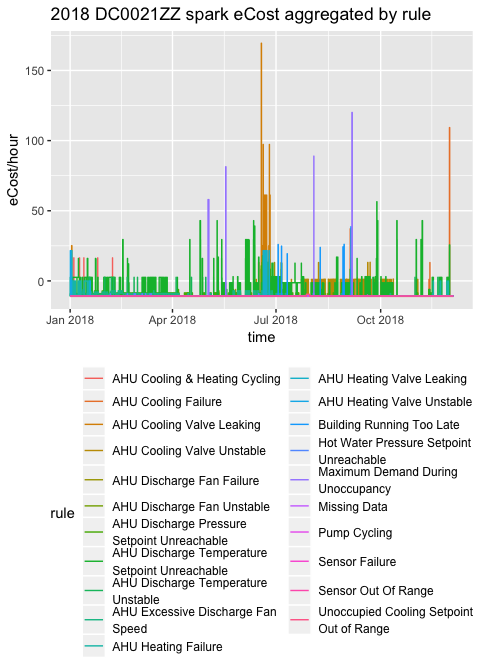 2018 DC0021ZZ spark eCost aggregated by rule
eCost/hour
150
100
50
0
Jan 2018
Apr 2018
Jul 2018
Oct 2018
time
rule
AHU Cooling & Heating Cycling
AHU Cooling Failure
AHU Cooling Valve Leaking
AHU Cooling Valve Unstable
AHU Discharge Fan Failure
AHU Discharge Fan Unstable
AHU Discharge Pressure
Setpoint Unreachable
AHU Discharge Temperature
Setpoint Unreachable
AHU Discharge Temperature
Unstable
AHU Excessive Discharge Fan
Speed
AHU Heating Failure
AHU Heating Valve Leaking
AHU Heating Valve Unstable
Building Running Too Late
Hot Water Pressure Setpoint
Unreachable
Maximum Demand During
Unoccupancy
Missing Data
Pump Cycling
Sensor Failure
Sensor Out Of Range
Unoccupied Cooling Setpoint
Out of Range